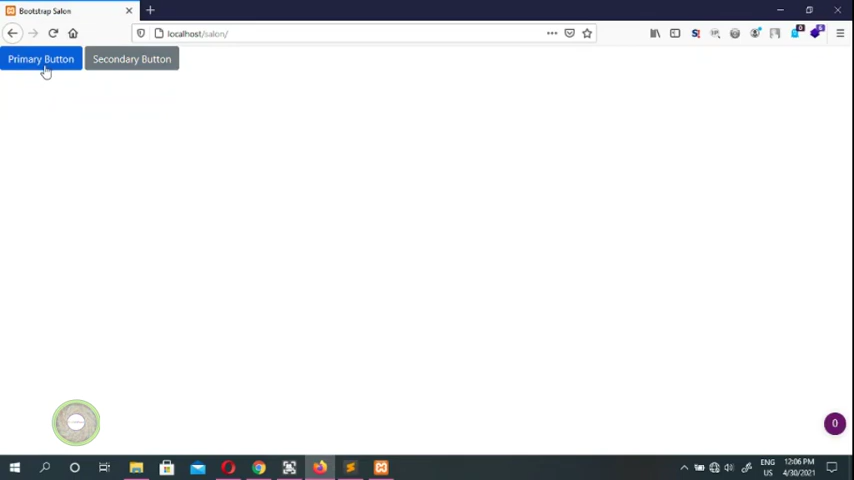 Bootstrap Salon
localhost/salon/
Primary Button
Secondary Button
0
ENG
US
12:06 PM
4/30/2021